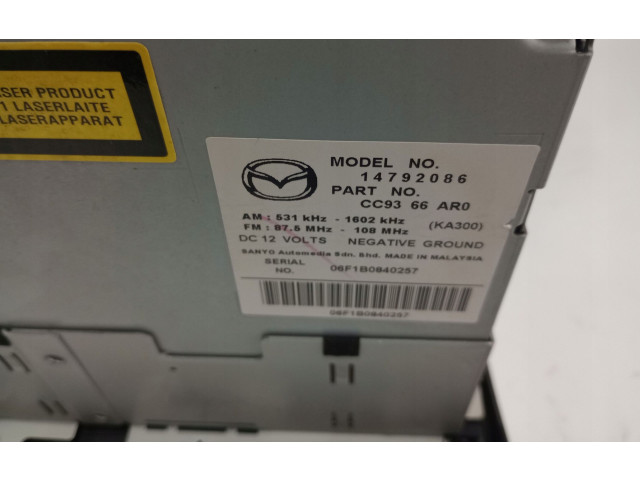 SER PRODUCT
1 LASERLAITE
LASERAPPARAT
MODEL NO.
14792086
PART NO.
CC93 66 AR0
AM : 531 kHz - 1602 kHz (KA300)
FM : 87.5 MHz - 108 MHz
DC 12 VOLTS NEGATIVE GROUND
SANYO Automedia Sdn. Bhd. MADE IN MALAYSIA
SERIAL NO. 06F1B0840257
06F1B0840257